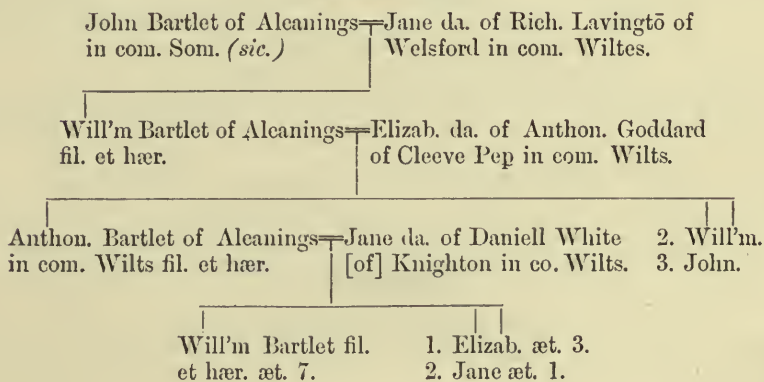 John Bartlet of Alcanings Jane da. of Rich. Lavingtō of
in com. Som. (sic.) Welsford in com. Wiltes.
Will'm Bartlet of Alcanings Elizab. da. of Anthon. Goddard
fil. et hær. of Cleeve Pep in com. Wilts.
Anthon. Bartlet of Alcanings Jane da. of Daniell White 2. Will'm.
in com. Wilts fil. et hær. [of] Knighton in co. Wilts. 3. John.
Will'm Bartlet fil. 1. Elizab. æt. 3.
et hær. æt. 7. 2. Jane æt. 1.